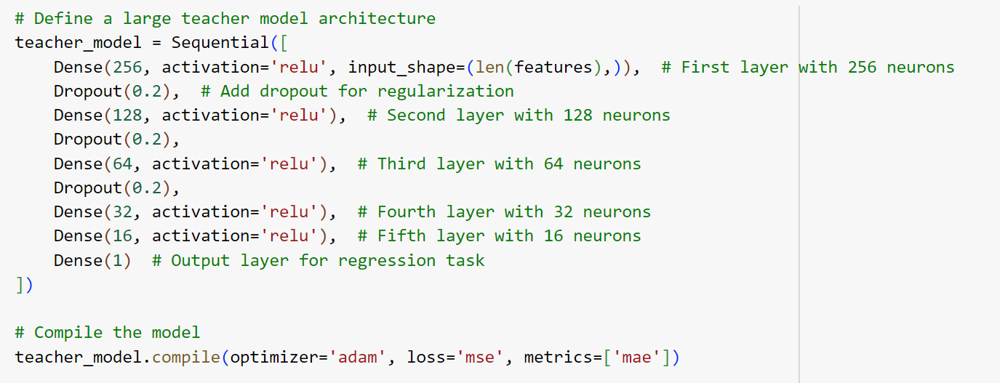 # Define a large teacher model architecture
teacher_model = Sequential([
    Dense(256, activation='relu', input_shape=(len(features),)),  # First layer with 256 neurons
    Dropout(0.2),  # Add dropout for regularization
    Dense(128, activation='relu'),  # Second layer with 128 neurons
    Dropout(0.2),
    Dense(64, activation='relu'),  # Third layer with 64 neurons
    Dropout(0.2),
    Dense(32, activation='relu'),  # Fourth layer with 32 neurons
    Dense(16, activation='relu'),  # Fifth layer with 16 neurons
    Dense(1)  # Output layer for regression task
])
# Compile the model
teacher_model.compile(optimizer='adam', loss='mse', metrics=['mae'])